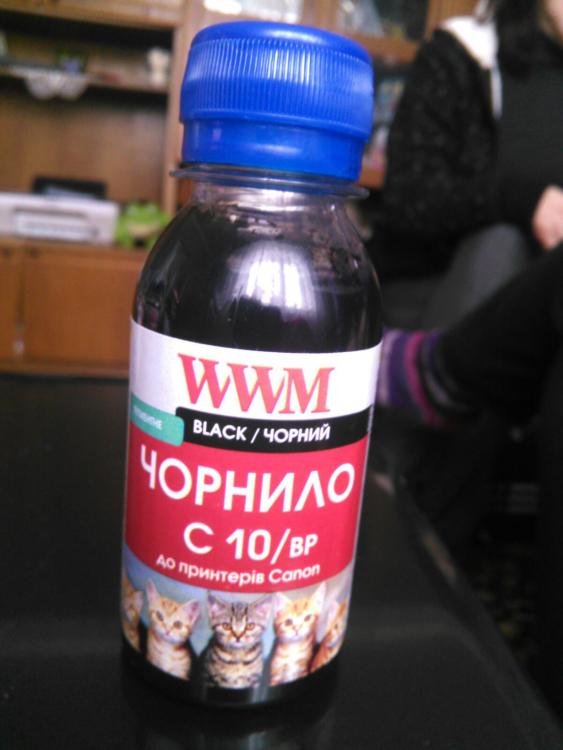 WWM
BLACK / ЧОРНИЙ
ЧОРНИЛО
C 10/BP
до принтерів Canon